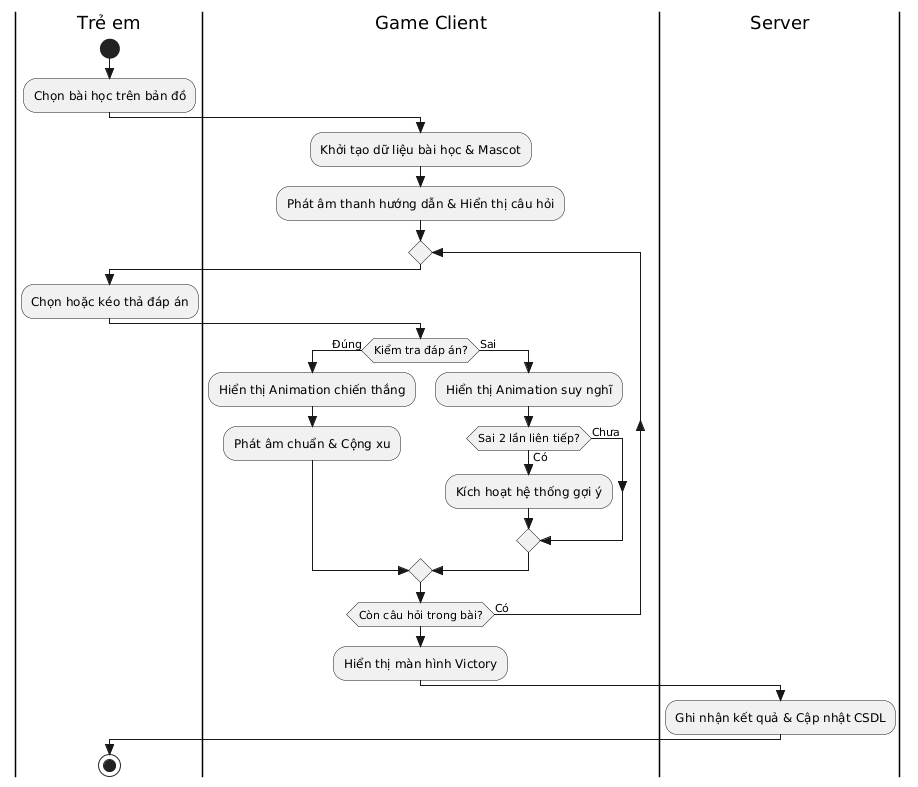 Trẻ em
Game Client
Server
Chọn bài học trên bản đồ
Khởi tạo dữ liệu bài học & Mascot
Phát âm thanh hướng dẫn & Hiển thị câu hỏi
Chọn hoặc kéo thả đáp án
Đúng
Kiểm tra đáp án?
Sai
Hiển thị Animation chiến thắng
Hiển thị Animation suy nghĩ
Phát âm chuẩn & Cộng xu
Sai 2 lần liên tiếp?
Chưa
Có
Kích hoạt hệ thống gợi ý
Còn câu hỏi trong bài?
Có
Hiển thị màn hình Victory
Ghi nhận kết quả & Cập nhật CSDL